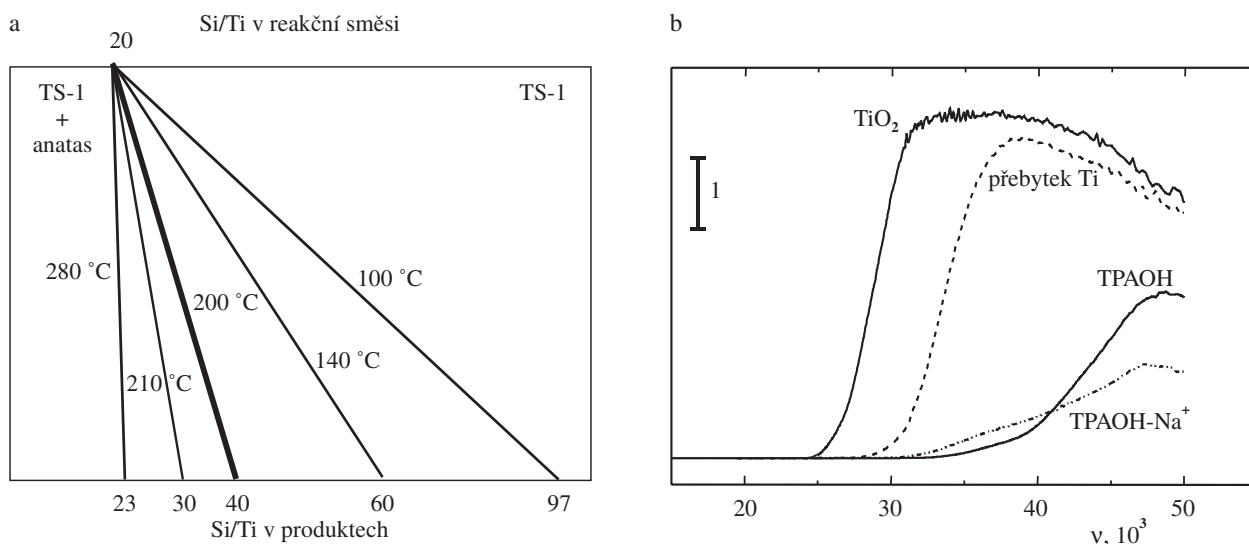 a
Si/Ti v reakční směsi
20
TS-1
+
anatas
TS-1
280 °C
210 °C
200 °C
140 °C
100 °C
23 30 40 60 97
Si/Ti v produktech
b
TiO₂
přebytek Ti
1
TPAOH
TPAOH-Na⁺
20 30 40 50
ν, 10³